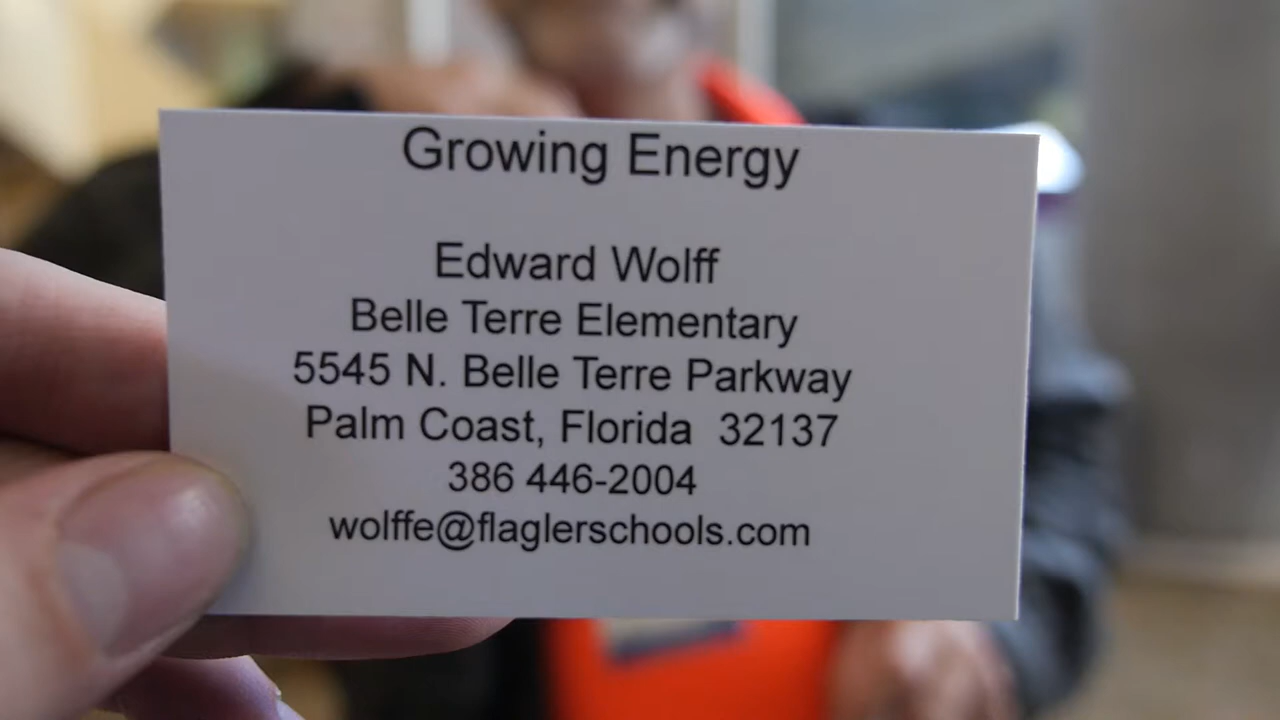 Growing Energy
Edward Wolff
Belle Terre Elementary
5545 N. Belle Terre Parkway
Palm Coast, Florida  32137
386 446-2004
wolffe@flaglerschools.com